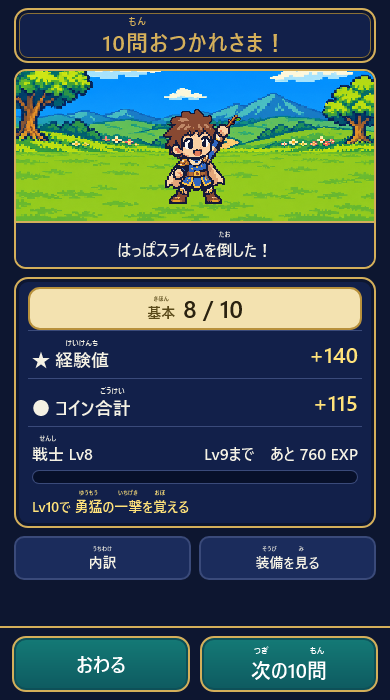 10問おつかれさま！
もん
はっぱスライムを倒した！
たお
基本 8 / 10
きほん
★ 経験値 +140
けいけんち
● コイン合計 +115
ごうけい
戦士 Lv8 Lv9まで あと 760 EXP
せんし
Lv10で 勇猛の一撃を覚える
ゆうもう いちげき おぼ
内訳
うちわけ
装備を見る
そうび み
おわる
次の10問
つぎ もん